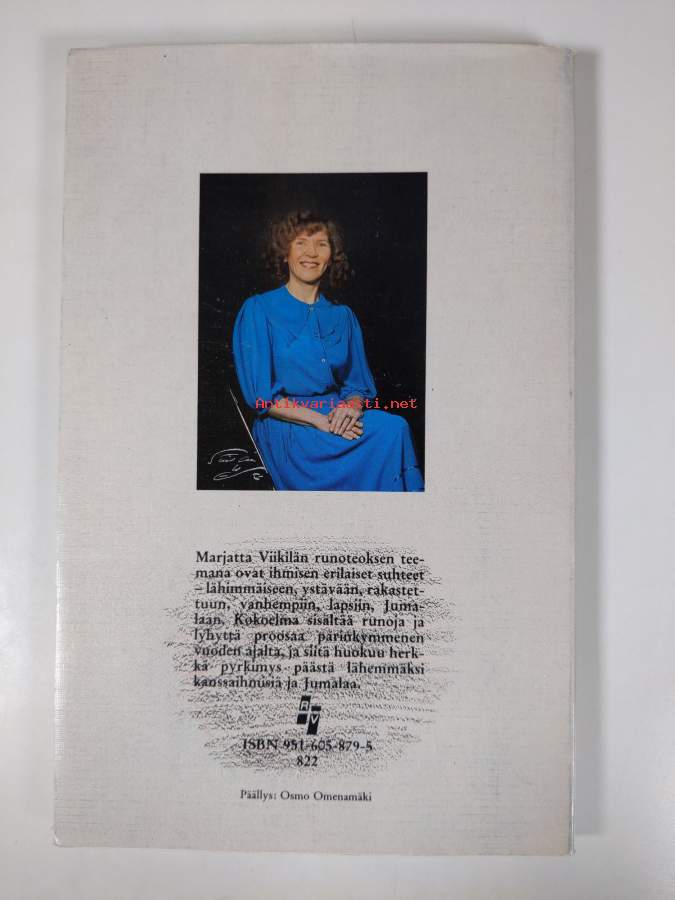 Antikvariaatti.net
Marjatta Viikilän runoteoksen tee-
mana ovat ihmisen erilaiset suhteet
– lähimmäiseen, ystävään, rakastet-
tuun, vanhempiin, lapsiin, Juma-
laan. Kokoelma sisältää runoja ja
lyhyttä proosaa parinkymmenen
vuoden ajalta, ja siitä huokuu herk-
kä pyrkimys päästä lähemmäksi
kanssaihmisiä ja Jumalaa.
R
V
ISBN 951-605-879-5
822
Päällys: Osmo Omenamäki